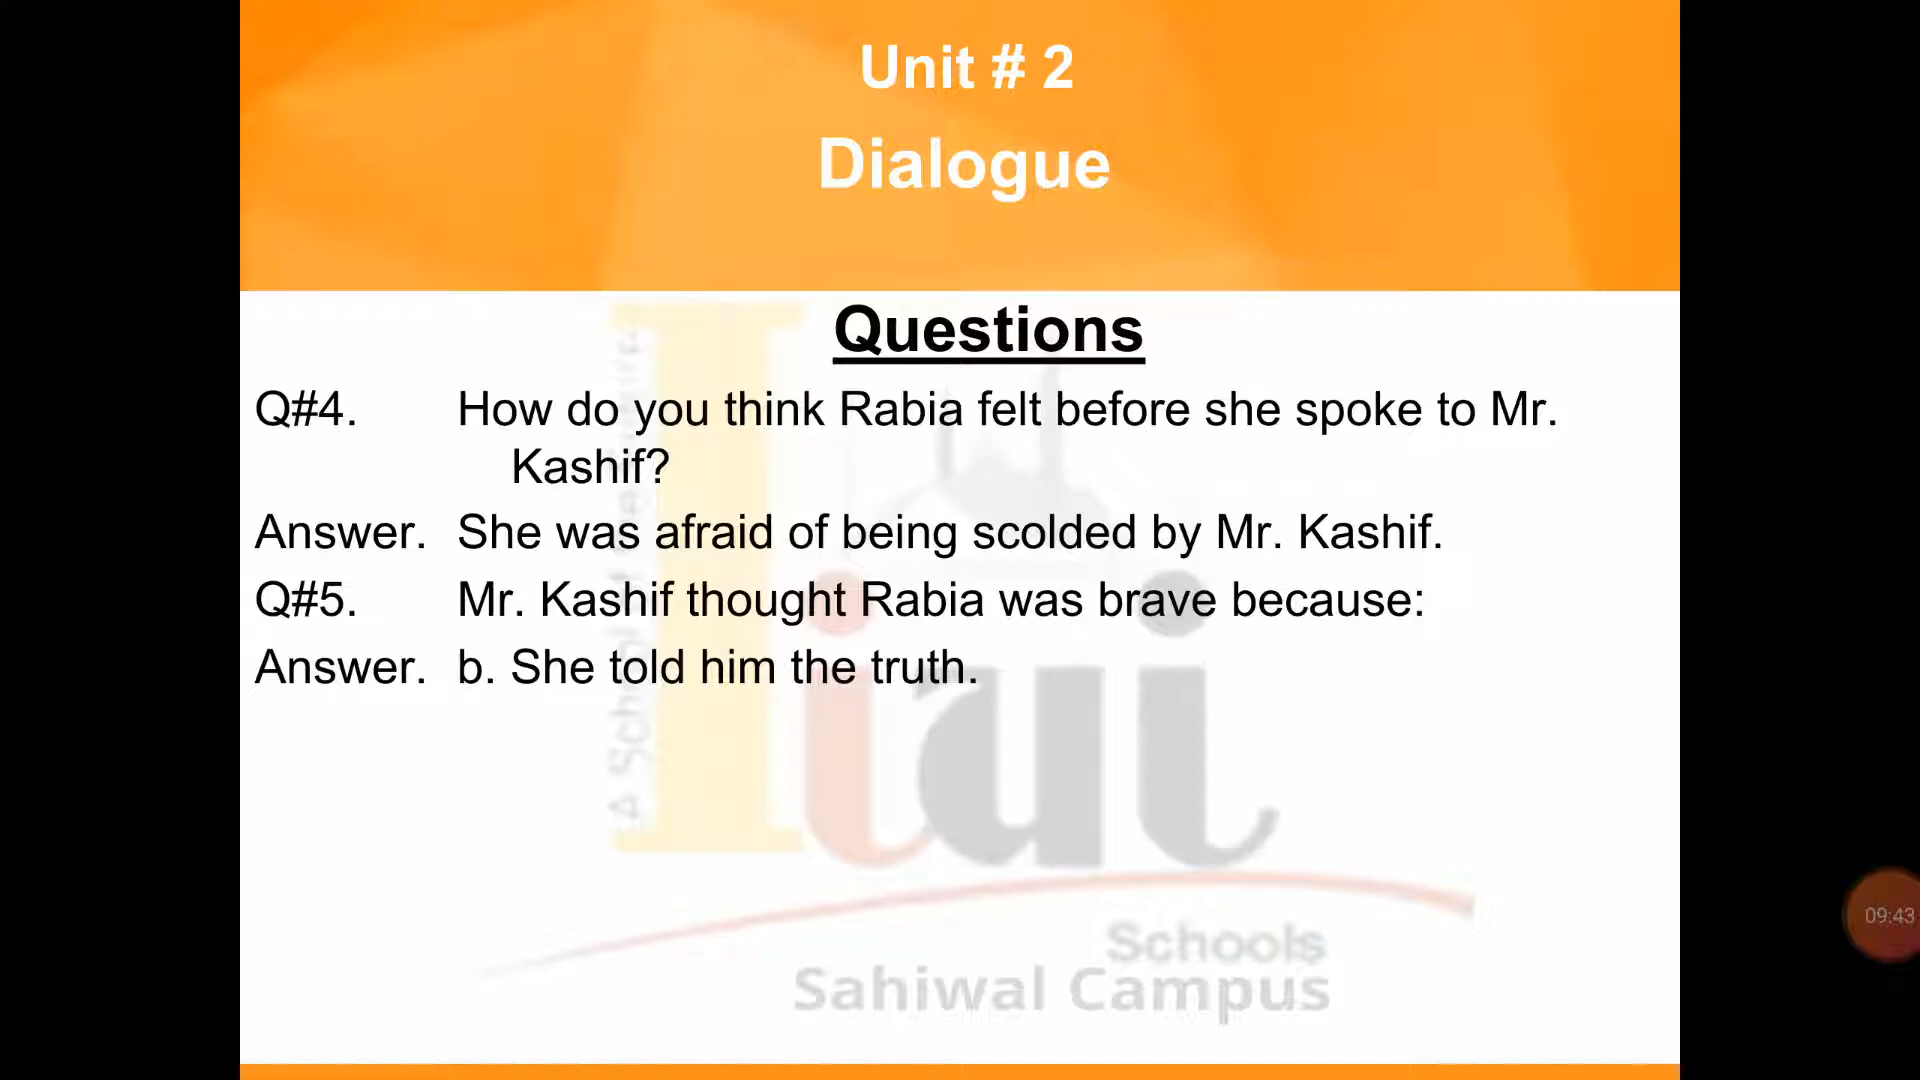 Unit # 2
Dialogue
Questions
Q#4. How do you think Rabia felt before she spoke to Mr.
Kashif?
Answer. She was afraid of being scolded by Mr. Kashif.
Q#5. Mr. Kashif thought Rabia was brave because:
Answer. b. She told him the truth.
Schools
Sahiwal Campus
09:43